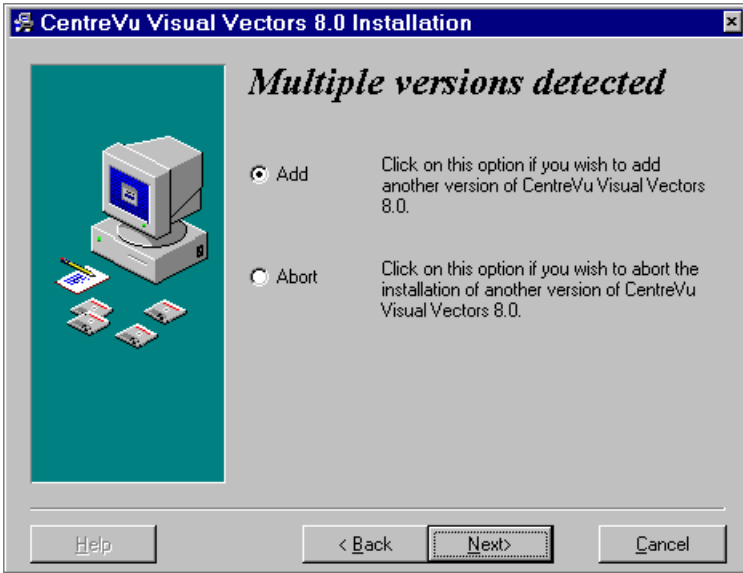 CentreVu Visual Vectors 8.0 Installation
Multiple versions detected
Add
Click on this option if you wish to add
another version of CentreVu Visual Vectors
8.0.
Abort
Click on this option if you wish to abort the
installation of another version of CentreVu
Visual Vectors 8.0.
Help
< Back
Next>
Cancel